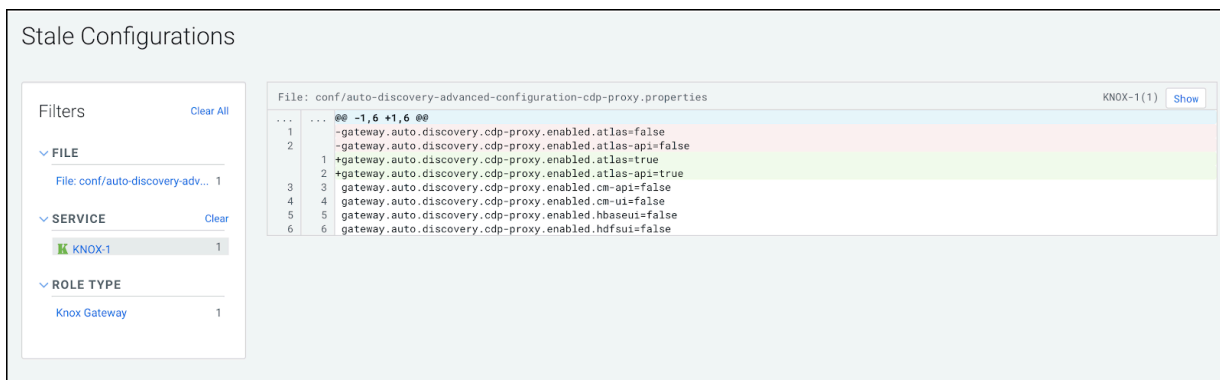 Stale Configurations
Filters Clear All
FILE
File: conf/auto-discovery-adv... 1
SERVICE Clear
KNOX-1 1
ROLE TYPE
Knox Gateway 1
File: conf/auto-discovery-advanced-configuration-cdp-proxy.properties KNOX-1(1) Show
... ... @@ -1,6 +1,6 @@
1 -gateway.auto.discovery.cdp-proxy.enabled.atlas=false
2 -gateway.auto.discovery.cdp-proxy.enabled.atlas-api=false
1 +gateway.auto.discovery.cdp-proxy.enabled.atlas=true
2 +gateway.auto.discovery.cdp-proxy.enabled.atlas-api=true
3 3 gateway.auto.discovery.cdp-proxy.enabled.cm-api=false
4 4 gateway.auto.discovery.cdp-proxy.enabled.cm-ui=false
5 5 gateway.auto.discovery.cdp-proxy.enabled.hbaseui=false
6 6 gateway.auto.discovery.cdp-proxy.enabled.hdfsui=false